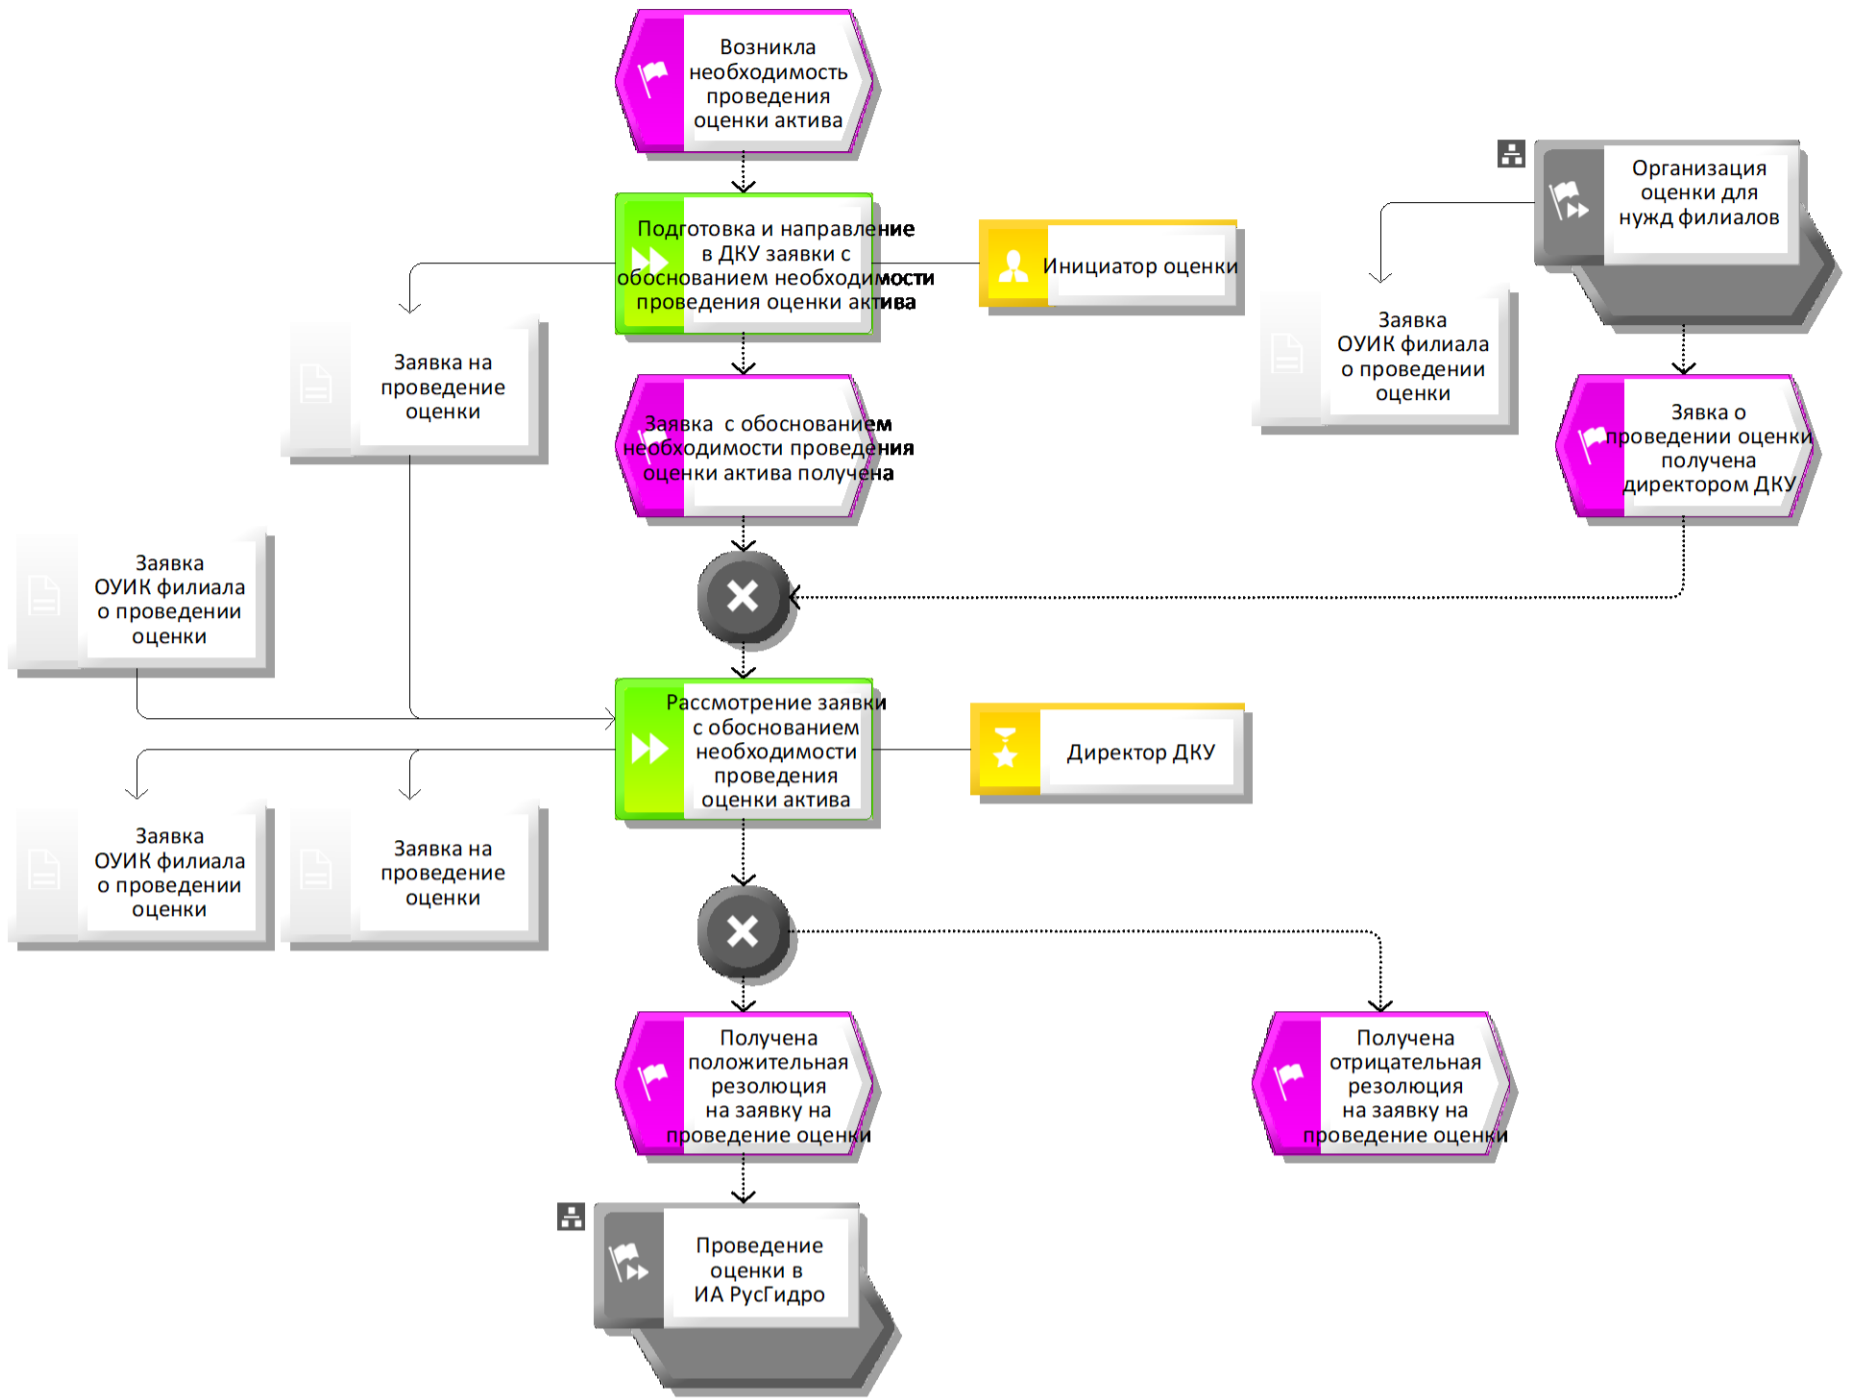 Возникла
необходимость
проведения
оценки актива
Организация
оценки для
нужд филиалов
Подготовка и направление
в ДКУ заявки с
обоснованием необходимости
проведения оценки актива
Инициатор оценки
Заявка
ОУИК филиала
о проведении
оценки
Заявка на
проведение
оценки
Заявка  с обоснованием
необходимости проведения
оценки актива получена
Зявка о
проведении оценки
получена
директором ДКУ
Заявка
ОУИК филиала
о проведении
оценки
Рассмотрение заявки
с обоснованием
необходимости
проведения
оценки актива
Директор ДКУ
Заявка
ОУИК филиала
о проведении
оценки
Заявка на
проведение
оценки
Получена
положительная
резолюция
на заявку на
проведение оценки
Получена
отрицательная
резолюция
на заявку на
проведение оценки
Проведение
оценки в
ИА РусГидро